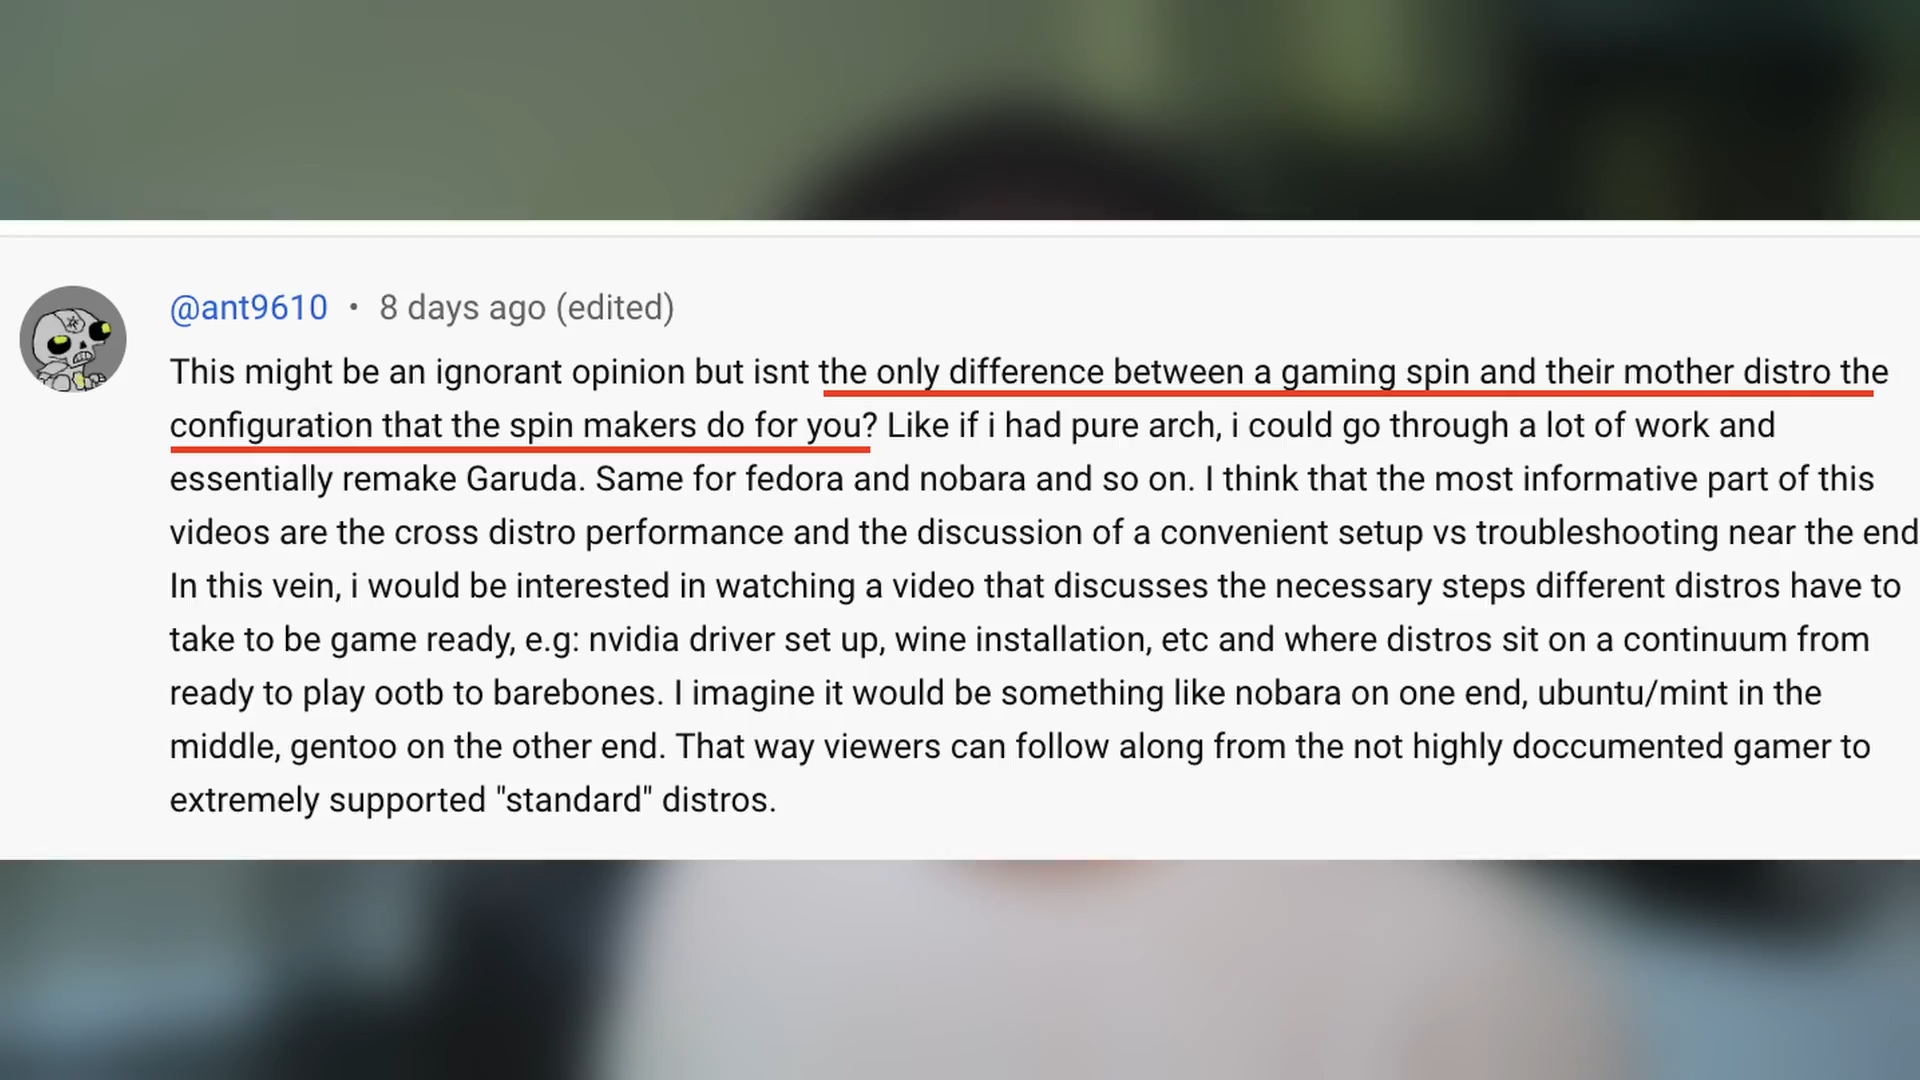 @ant9610 • 8 days ago (edited)
This might be an ignorant opinion but isnt the only difference between a gaming spin and their mother distro the
configuration that the spin makers do for you? Like if i had pure arch, i could go through a lot of work and
essentially remake Garuda. Same for fedora and nobara and so on. I think that the most informative part of this
videos are the cross distro performance and the discussion of a convenient setup vs troubleshooting near the end
In this vein, i would be interested in watching a video that discusses the necessary steps different distros have to
take to be game ready, e.g: nvidia driver set up, wine installation, etc and where distros sit on a continuum from
ready to play ootb to barebones. I imagine it would be something like nobara on one end, ubuntu/mint in the
middle, gentoo on the other end. That way viewers can follow along from the not highly doccumented gamer to
extremely supported "standard" distros.